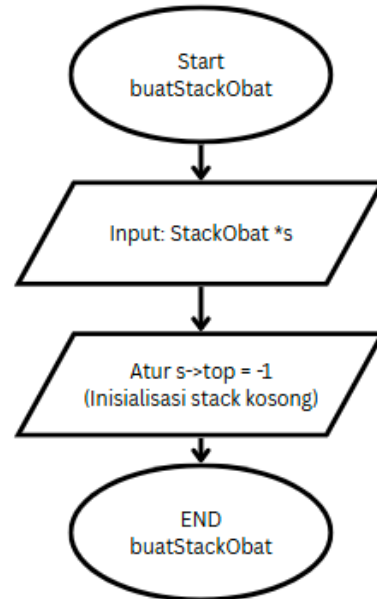 Start
buatStackObat
Input: StackObat *s
Atur s->top = -1
(Inisialisasi stack kosong)
END
buatStackObat